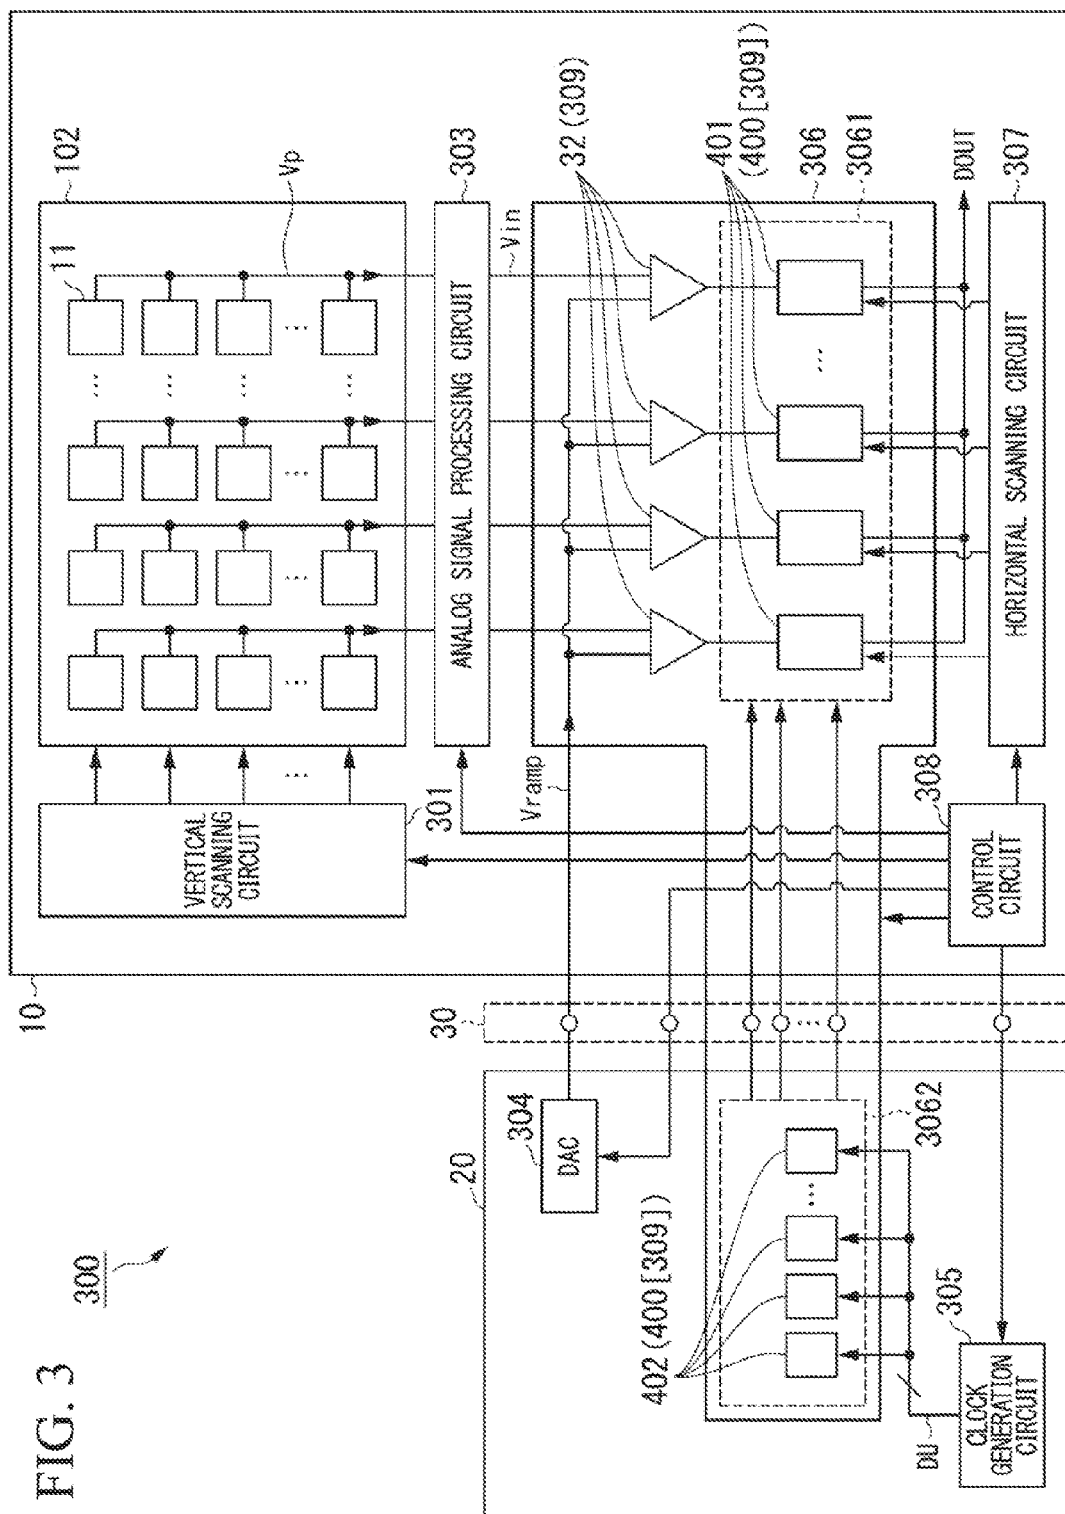 FIG. 3
300
10
102
11
Vp
VERTICAL
SCANNING
CIRCUIT
301
303
ANALOG SIGNAL PROCESSING CIRCUIT
Vin
Vramp
32 (309)
401
(400 [309])
306
3061
DOUT
307
HORIZONTAL SCANNING CIRCUIT
308
CONTROL
CIRCUIT
30
20
304
DAC
3062
402 (400 [309])
305
DU
CLOCK
GENERATION
CIRCUIT